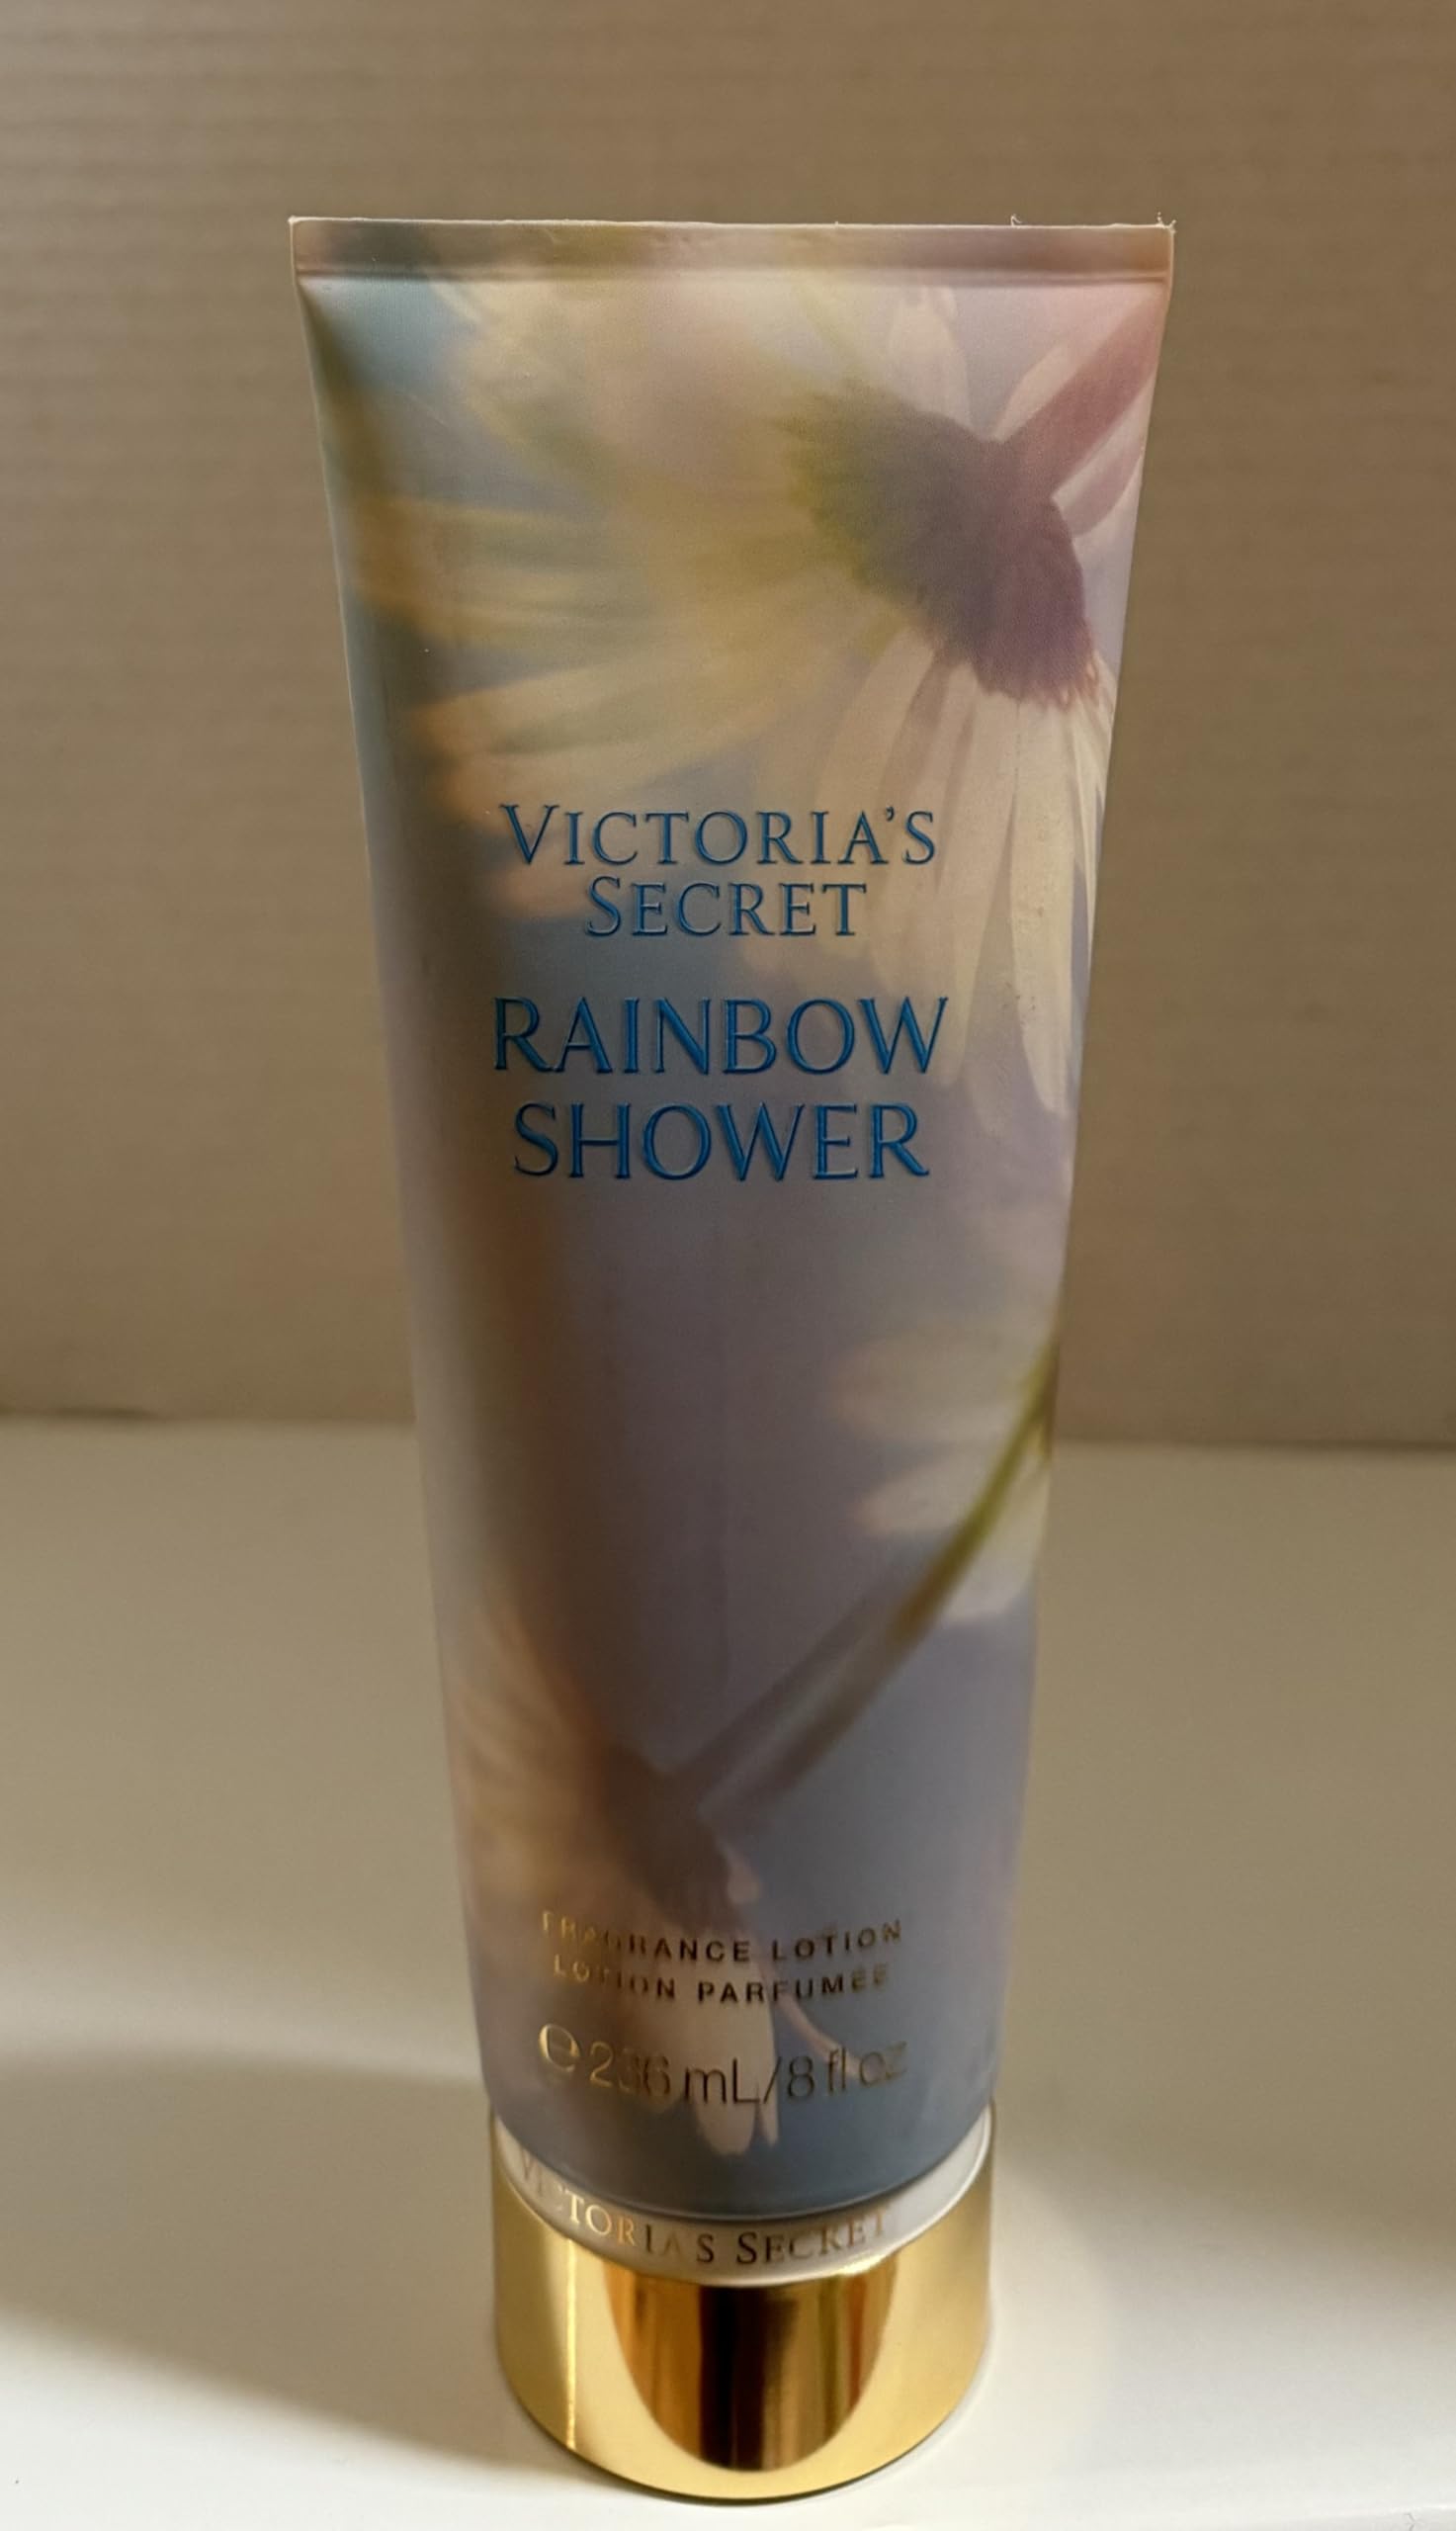 VICTORIA'S
SECRET
RAINBOW
SHOWER
FRAGRANCE LOTION
LOTION PARFUMÉE
℮ 236 mL/8 fl oz
VICTORIA'S SECRET